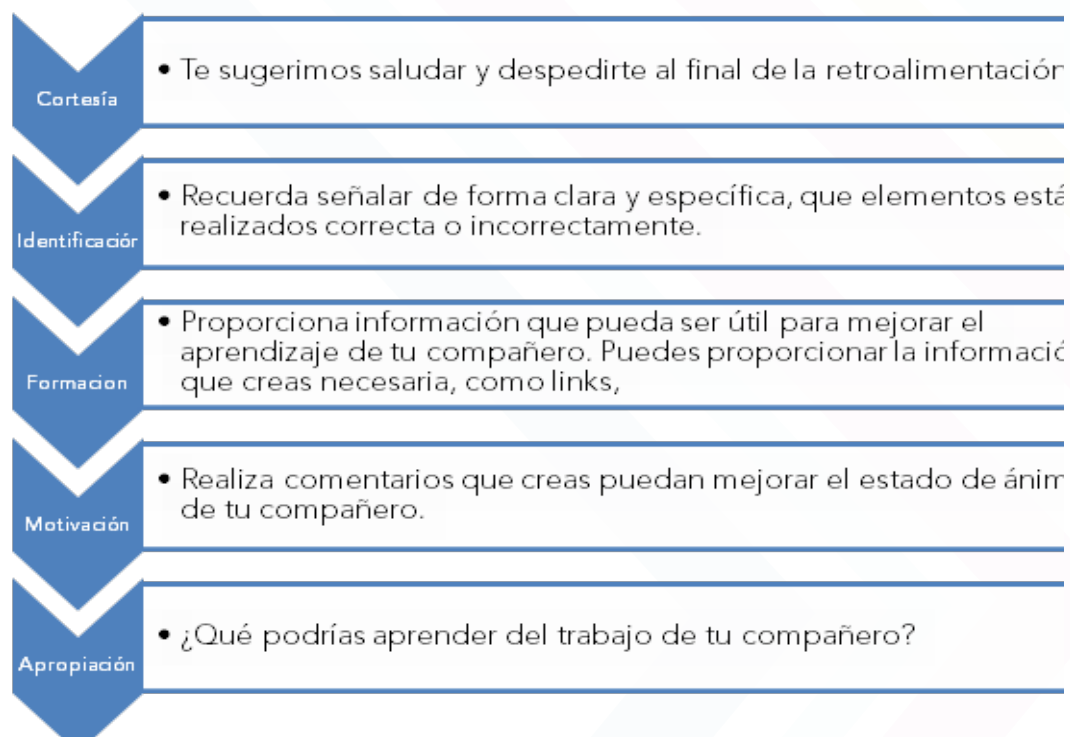 Cortesía
• Te sugerimos saludar y despedirte al final de la retroalimentación
Identificación
• Recuerda señalar de forma clara y específica, que elementos está
realizados correcta o incorrectamente.
Formacion
• Proporciona información que pueda ser útil para mejorar el
aprendizaje de tu compañero. Puedes proporcionar la informació
que creas necesaria, como links,
Motivación
• Realiza comentarios que creas puedan mejorar el estado de ánim
de tu compañero.
Apropiación
• ¿Qué podrías aprender del trabajo de tu compañero?